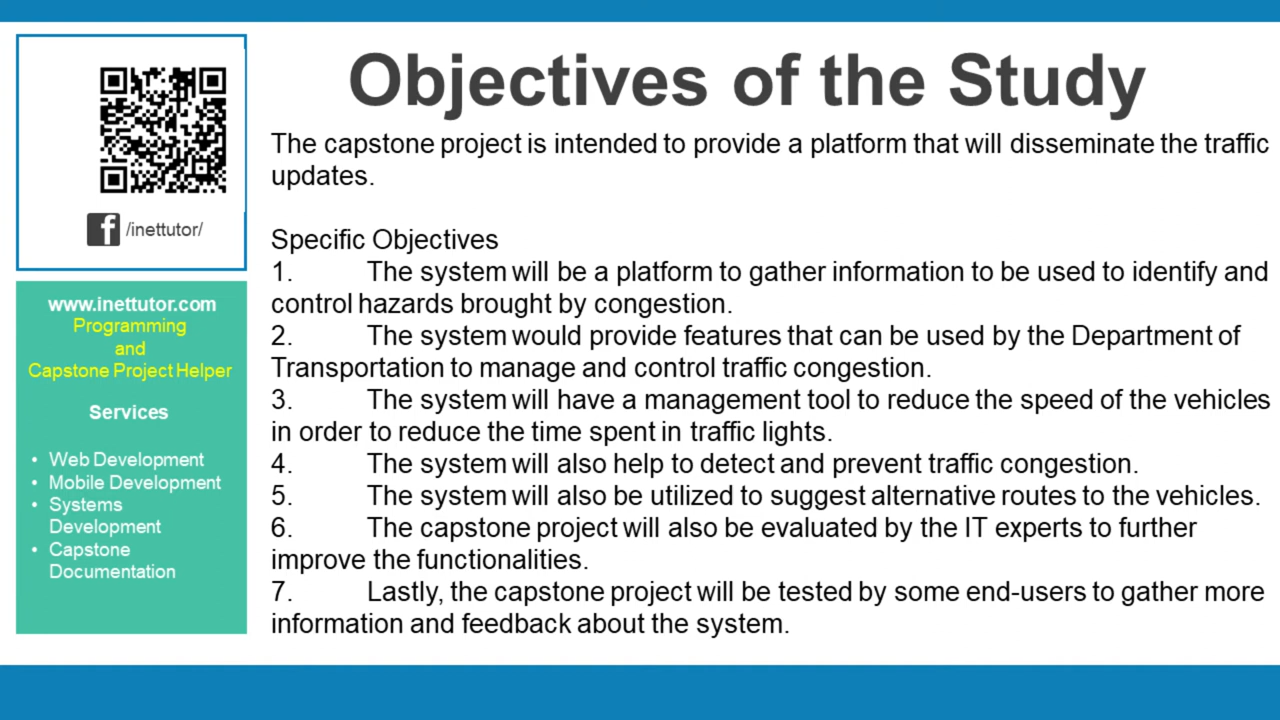 Objectives of the Study
The capstone project is intended to provide a platform that will disseminate the traffic
updates.
Specific Objectives
1. The system will be a platform to gather information to be used to identify and
control hazards brought by congestion.
2. The system would provide features that can be used by the Department of
Transportation to manage and control traffic congestion.
3. The system will have a management tool to reduce the speed of the vehicles
in order to reduce the time spent in traffic lights.
4. The system will also help to detect and prevent traffic congestion.
5. The system will also be utilized to suggest alternative routes to the vehicles.
6. The capstone project will also be evaluated by the IT experts to further
improve the functionalities.
7. Lastly, the capstone project will be tested by some end-users to gather more
information and feedback about the system.
f /inettutor/
www.inettutor.com
Programming
and
Capstone Project Helper
Services
• Web Development
• Mobile Development
• Systems
Development
• Capstone
Documentation